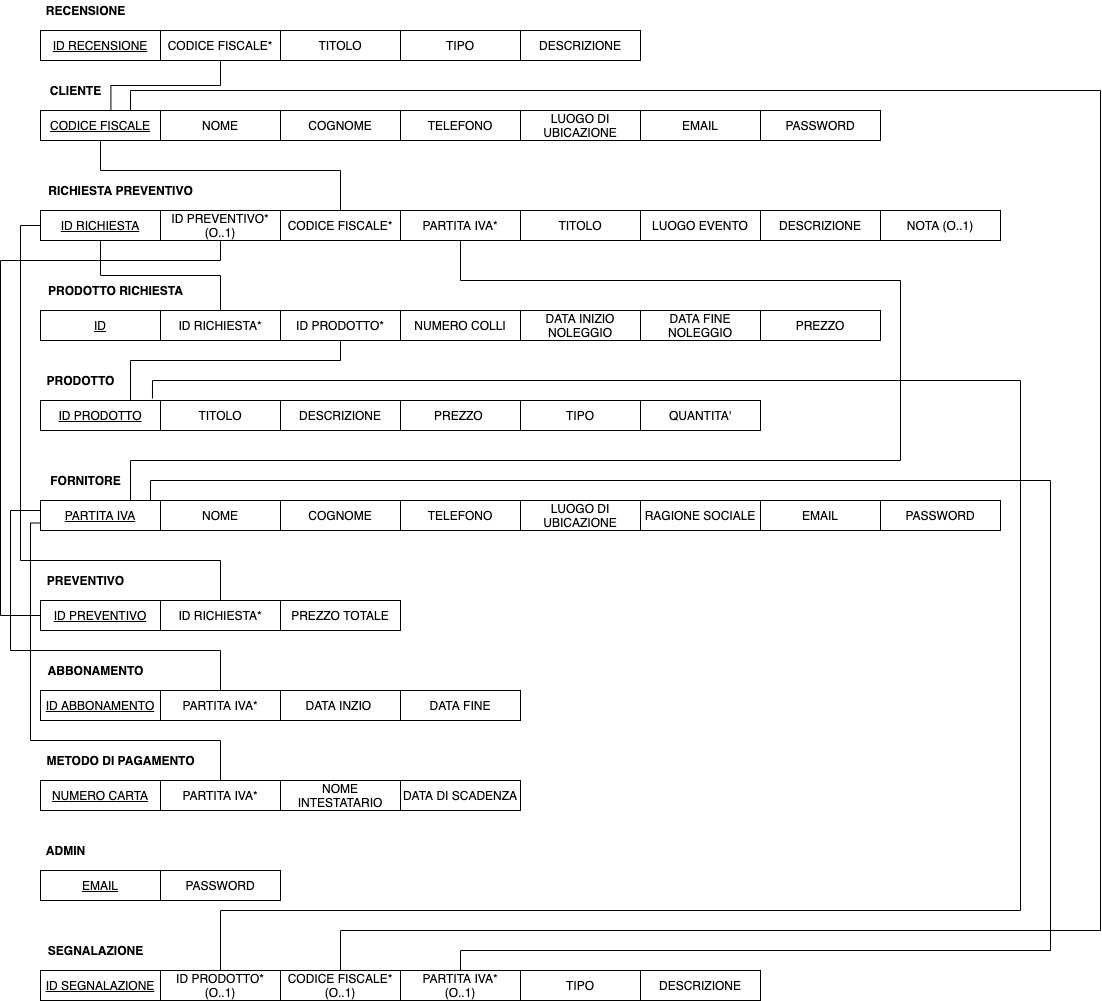 RECENSIONE
ID RECENSIONE CODICE FISCALE* TITOLO TIPO DESCRIZIONE
CLIENTE
CODICE FISCALE NOME COGNOME TELEFONO LUOGO DI UBICAZIONE EMAIL PASSWORD
RICHIESTA PREVENTIVO
ID RICHIESTA ID PREVENTIVO* (O..1) CODICE FISCALE* PARTITA IVA* TITOLO LUOGO EVENTO DESCRIZIONE NOTA (O..1)
PRODOTTO RICHIESTA
ID ID RICHIESTA* ID PRODOTTO* NUMERO COLLI DATA INIZIO NOLEGGIO DATA FINE NOLEGGIO PREZZO
PRODOTTO
ID PRODOTTO TITOLO DESCRIZIONE PREZZO TIPO QUANTITA'
FORNITORE
PARTITA IVA NOME COGNOME TELEFONO LUOGO DI UBICAZIONE RAGIONE SOCIALE EMAIL PASSWORD
PREVENTIVO
ID PREVENTIVO ID RICHIESTA* PREZZO TOTALE
ABBONAMENTO
ID ABBONAMENTO PARTITA IVA* DATA INZIO DATA FINE
METODO DI PAGAMENTO
NUMERO CARTA PARTITA IVA* NOME INTESTATARIO DATA DI SCADENZA
ADMIN
EMAIL PASSWORD
SEGNALAZIONE
ID SEGNALAZIONE ID PRODOTTO* (O..1) CODICE FISCALE* (O..1) PARTITA IVA* (O..1) TIPO DESCRIZIONE